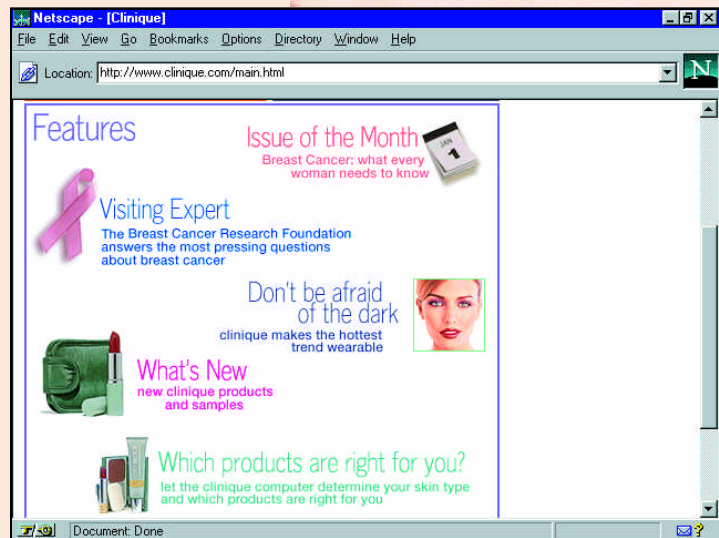 Netscape - [Clinique]
File Edit View Go Bookmarks Options Directory Window Help
Location: http://www.clinique.com/main.html
N
Features
Issue of the Month
Breast Cancer: what every
woman needs to know
JAN
1
Visiting Expert
The Breast Cancer Research Foundation
answers the most pressing questions
about breast cancer
Don't be afraid
of the dark
clinique makes the hottest
trend wearable
What's New
new clinique products
and samples
Which products are right for you?
let the clinique computer determine your skin type
and which products are right for you
Document: Done